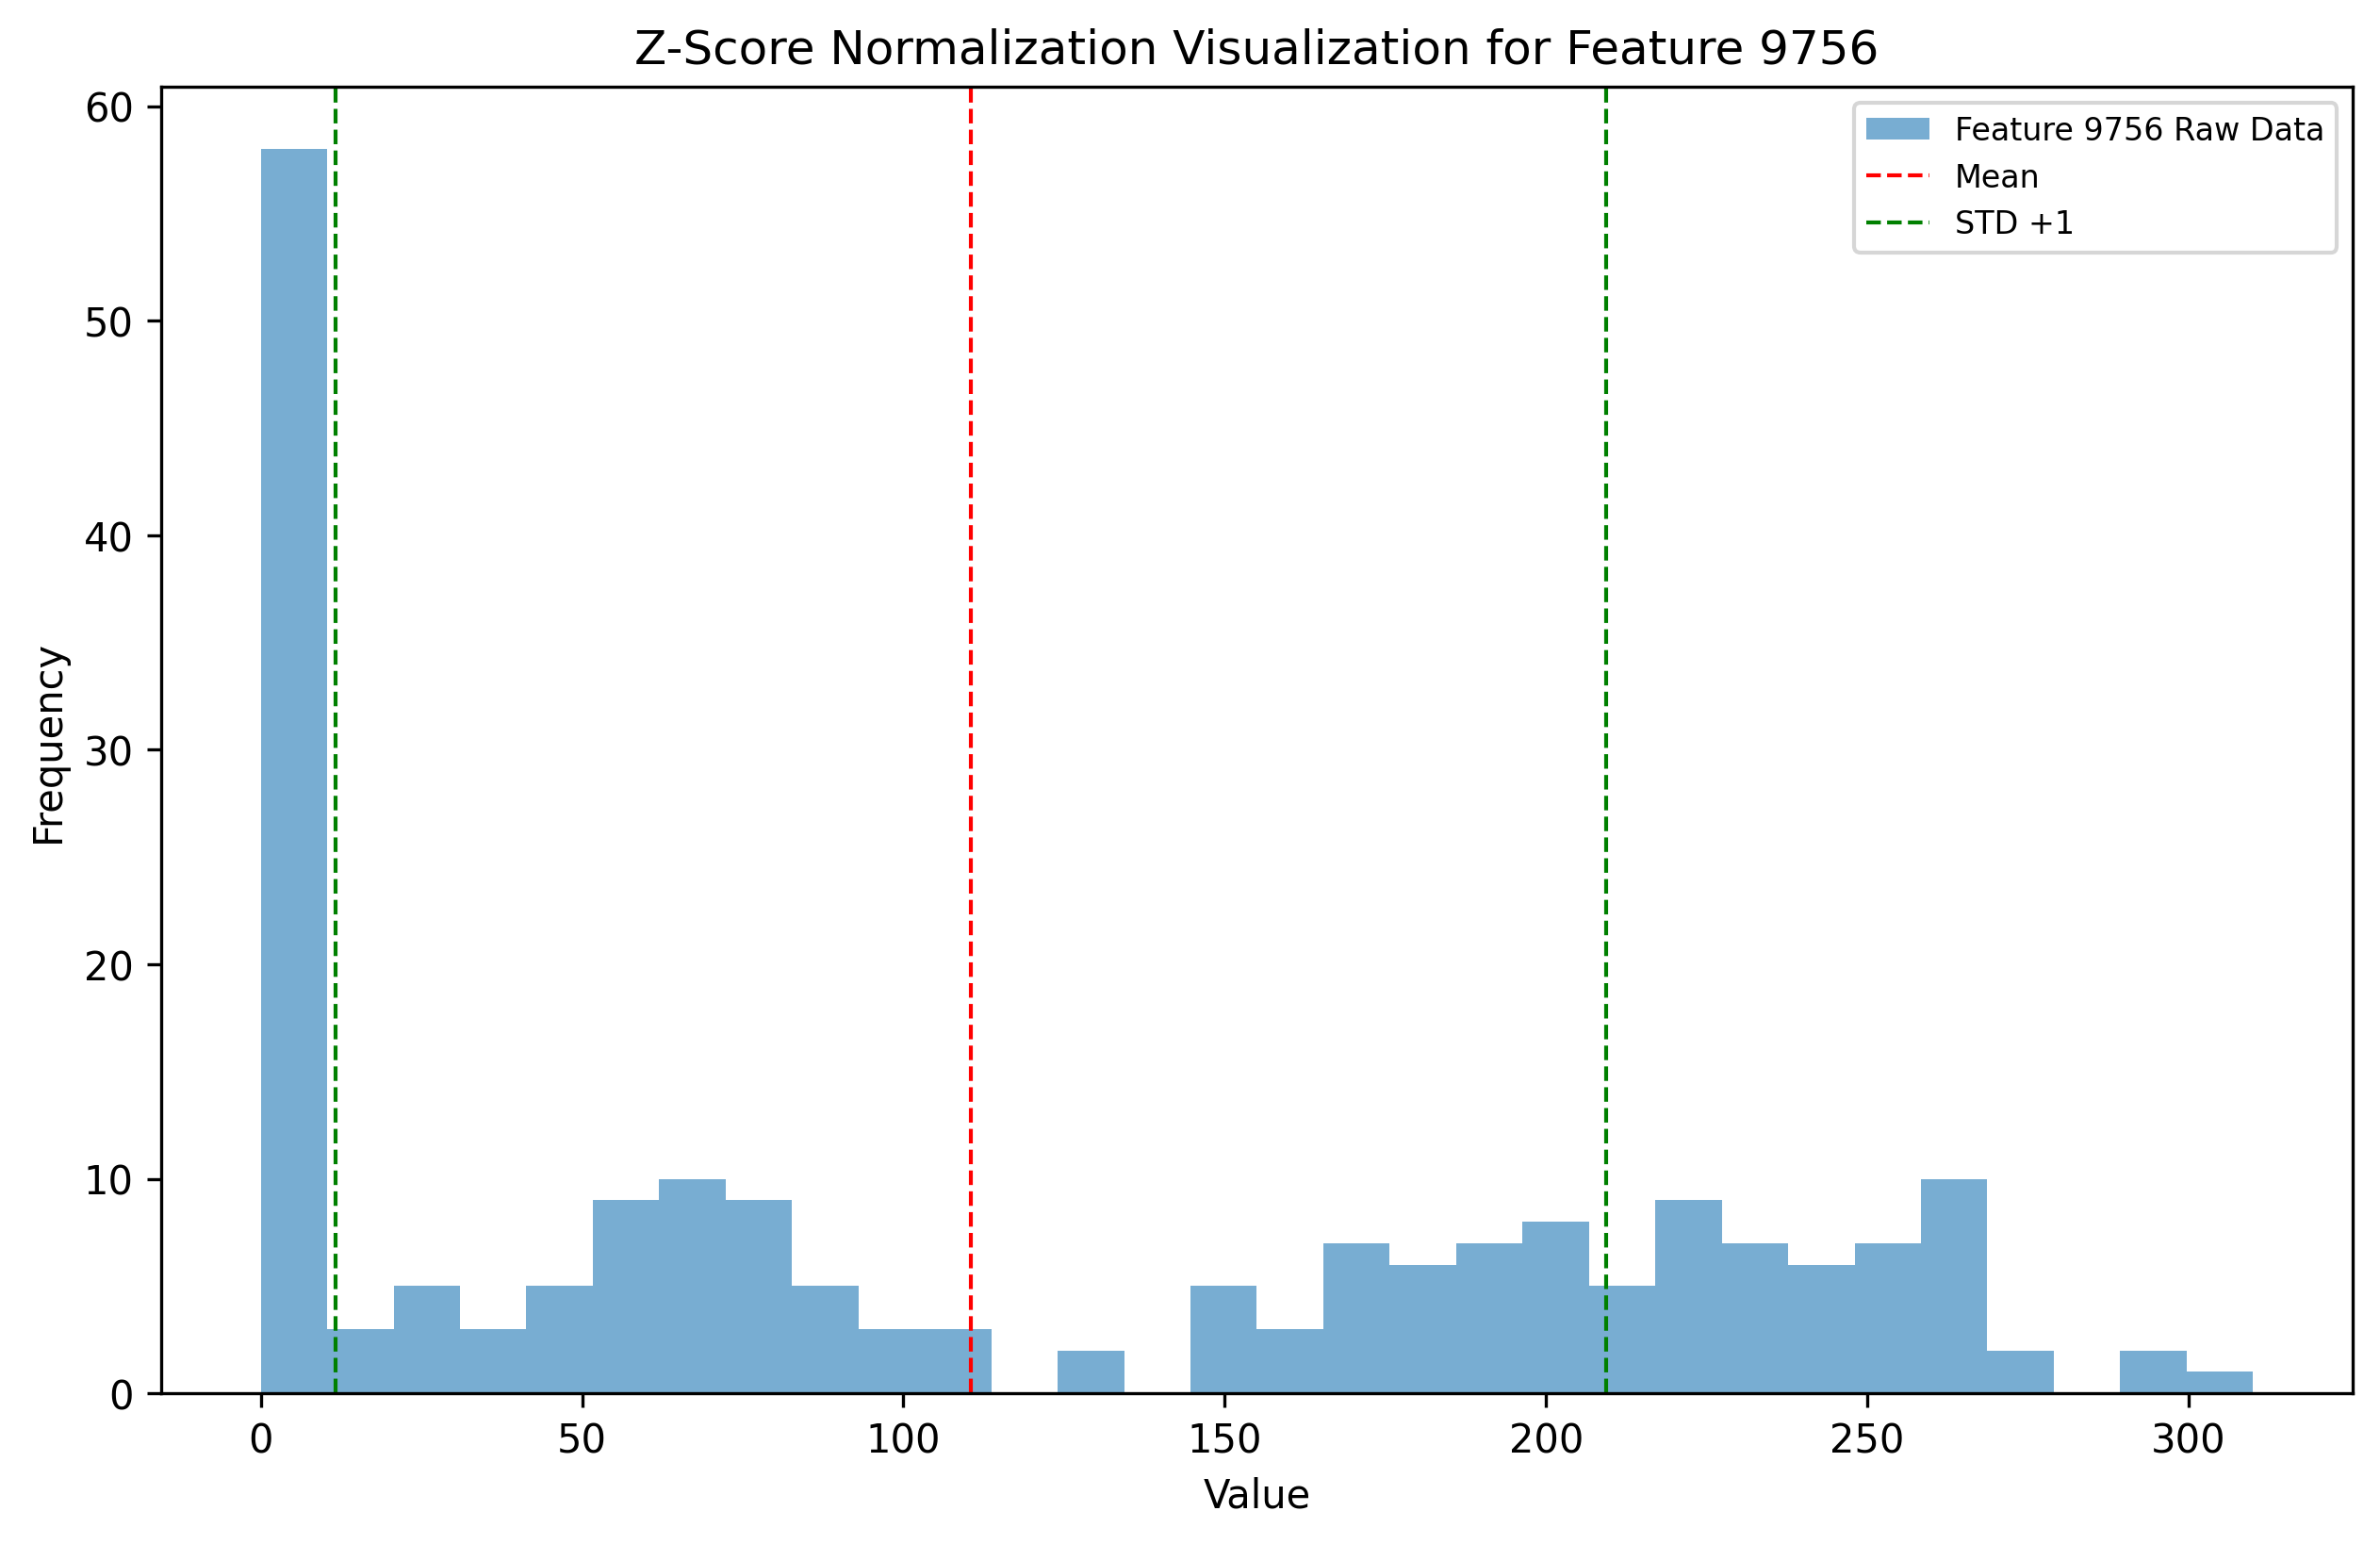 Z-Score Normalization Visualization for Feature 9756
Feature 9756 Raw Data
Mean
STD +1
Frequency
60
50
40
30
20
10
0
0 50 100 150 200 250 300
Value